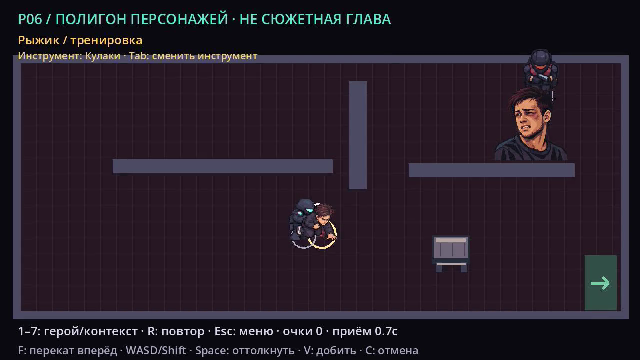 P06 / ПОЛИГОН ПЕРСОНАЖЕЙ · НЕ СЮЖЕТНАЯ ГЛАВА
Рыжик / тренировка
Инструмент: Кулаки · Tab: сменить инструмент
1–7: герой/контекст · R: повтор · Esc: меню · очки 0 · приём 0.7с
F: перекат вперёд · WASD/Shift · Space: оттолкнуть · V: добить · C: отмена